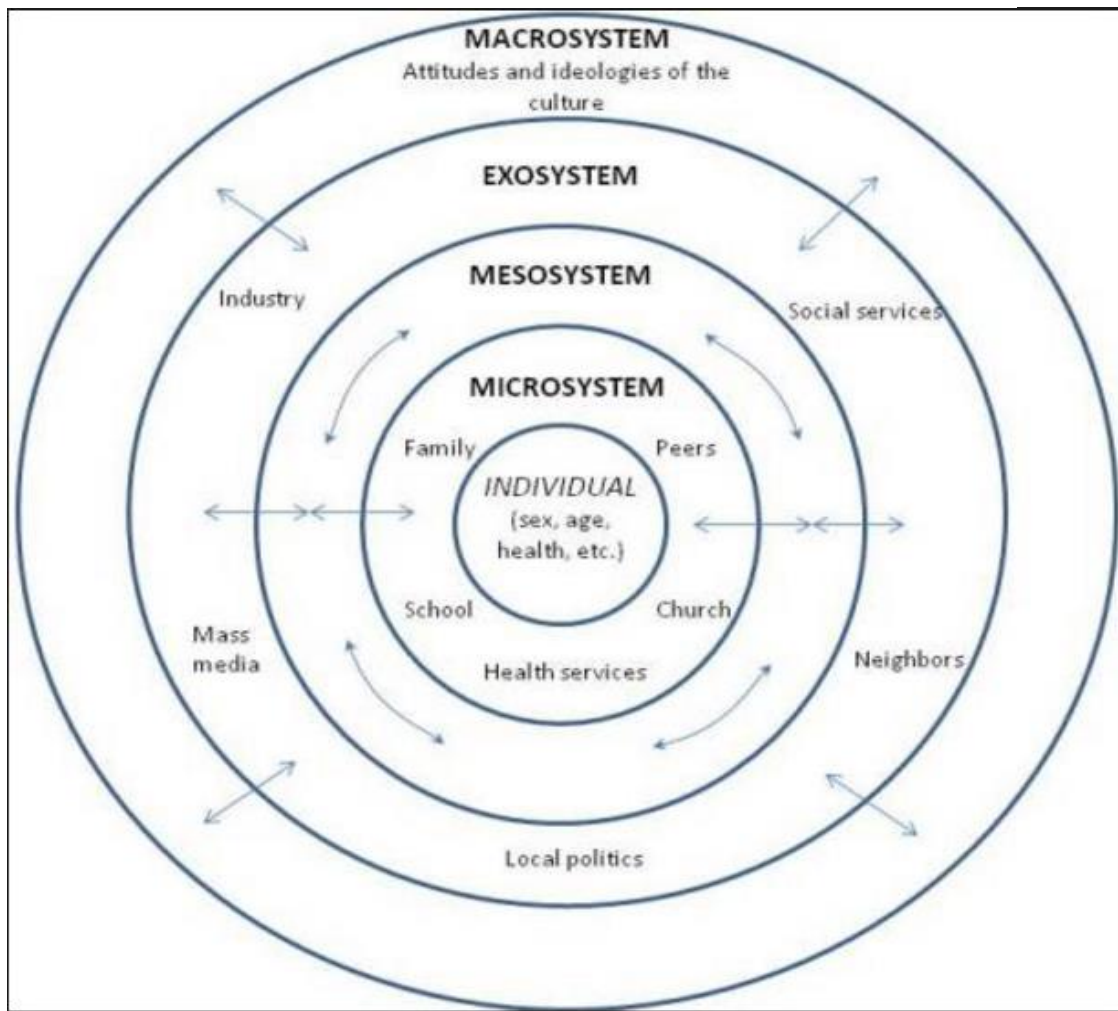 MACROSYSTEM
Attitudes and ideologies of the
culture
EXOSYSTEM
MESOSYSTEM
Industry
Social services
MICROSYSTEM
Family
Peers
INDIVIDUAL
(sex, age,
health, etc.)
School
Church
Mass
media
Health services
Neighbors
Local politics